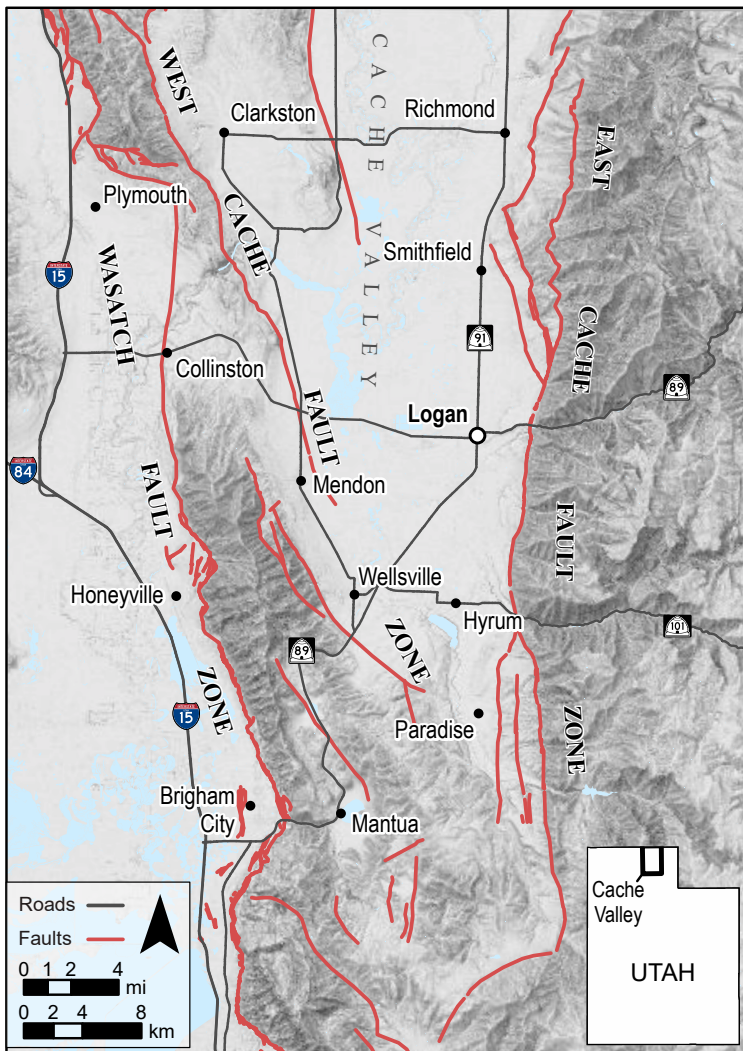 WEST
CACHE
FAULT
ZONE
CACHE VALLEY
EAST
CACHE
FAULT
ZONE
WASATCH
FAULT
ZONE
Clarkston
Richmond
Plymouth
Smithfield
15
91
Collinston
89
Logan
84
Mendon
Honeyville
Wellsville
Hyrum
89
101
15
Paradise
Brigham
City
Mantua
Roads
Faults
0 1 2 4
mi
0 2 4 8
km
Cache
Valley
UTAH